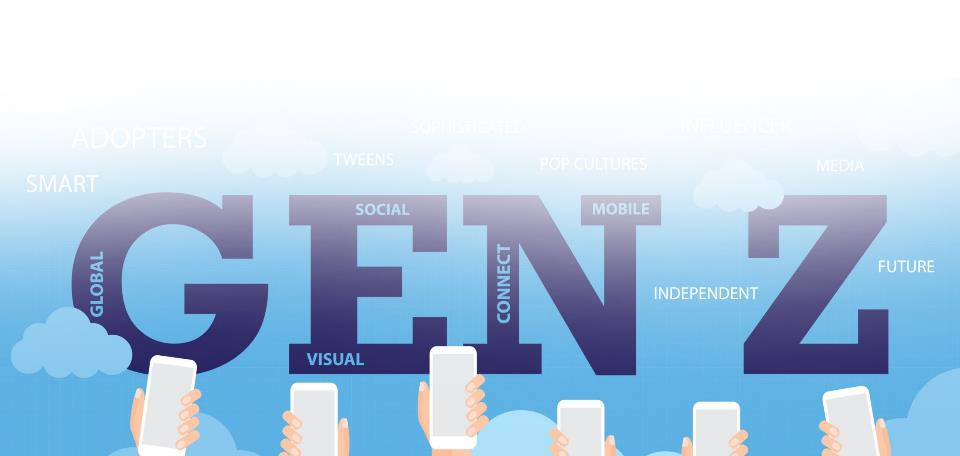 ADOPTERS
SOPHISTICATED
INFLUENCER
TWEENS
POP CULTURES
MEDIA
SMART
GEN Z
SOCIAL
MOBILE
GLOBAL
CONNECT
FUTURE
INDEPENDENT
VISUAL